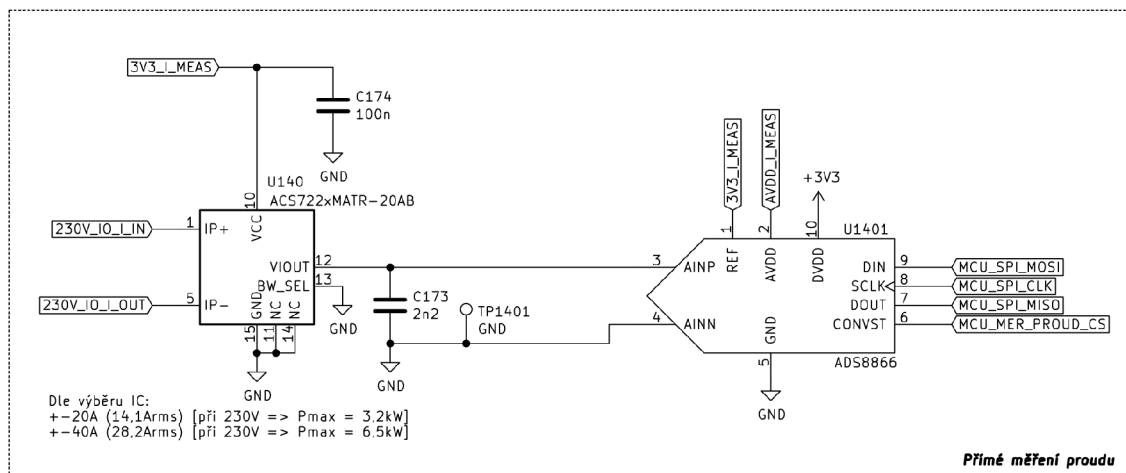 3V3_I_MEAS
C174
100n
GND
U140
ACS722xMATR-20AB
10
VCC
230V_IO_I_IN
1
IP+
230V_IO_I_OUT
5
IP-
VIOUT
12
BW_SEL
13
GND
NC
NC
15
11
14
GND
GND
C173
2n2
GND
TP1401
GND
3V3_I_MEAS
AVDD_I_MEAS
+3V3
1
2
10
U1401
REF
AVDD
DVDD
3
AINP
4
AINN
DIN
9
MCU_SPI_MOSI
SCLK
8
MCU_SPI_CLK
DOUT
7
MCU_SPI_MISO
CONVST
6
MCU_MER_PROUD_CS
GND
5
ADS8866
GND
Dle výběru IC:
+-20A (14,1Arms) [při 230V => Pmax = 3,2kW]
+-40A (28,2Arms) [při 230V => Pmax = 6,5kW]
Přímé měření proudu